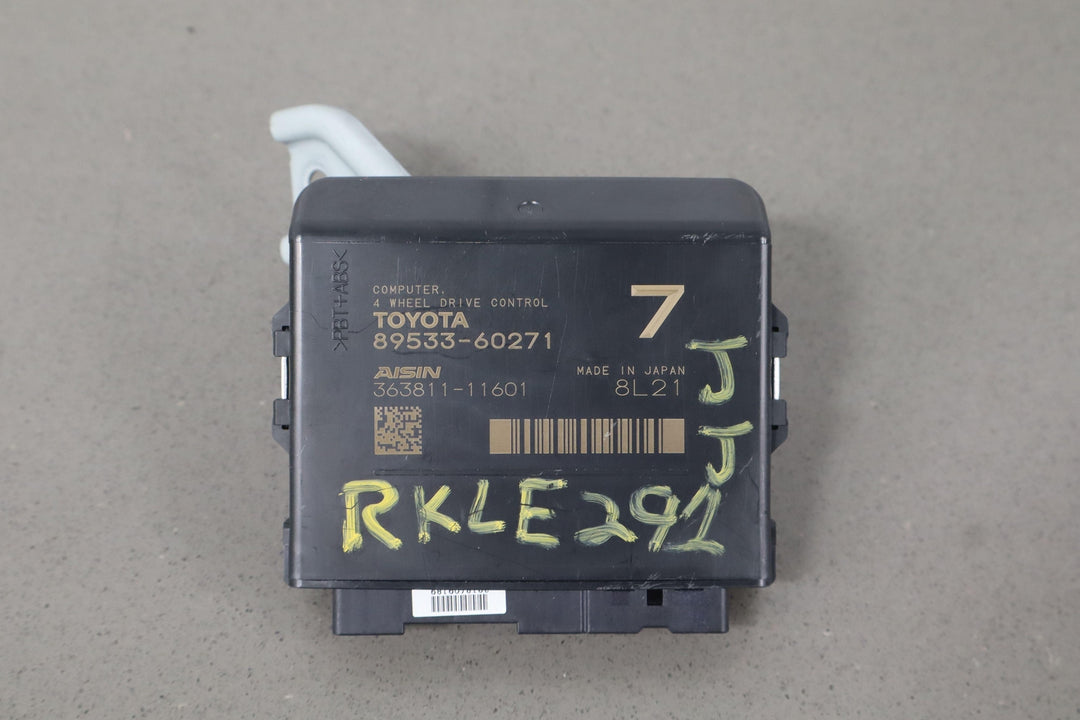 >PBT+ABS<
COMPUTER.
4 WHEEL DRIVE CONTROL
TOYOTA
89533-60271
7
AISIN
363811-11601
MADE IN JAPAN
8L21
J
J
RKLE291